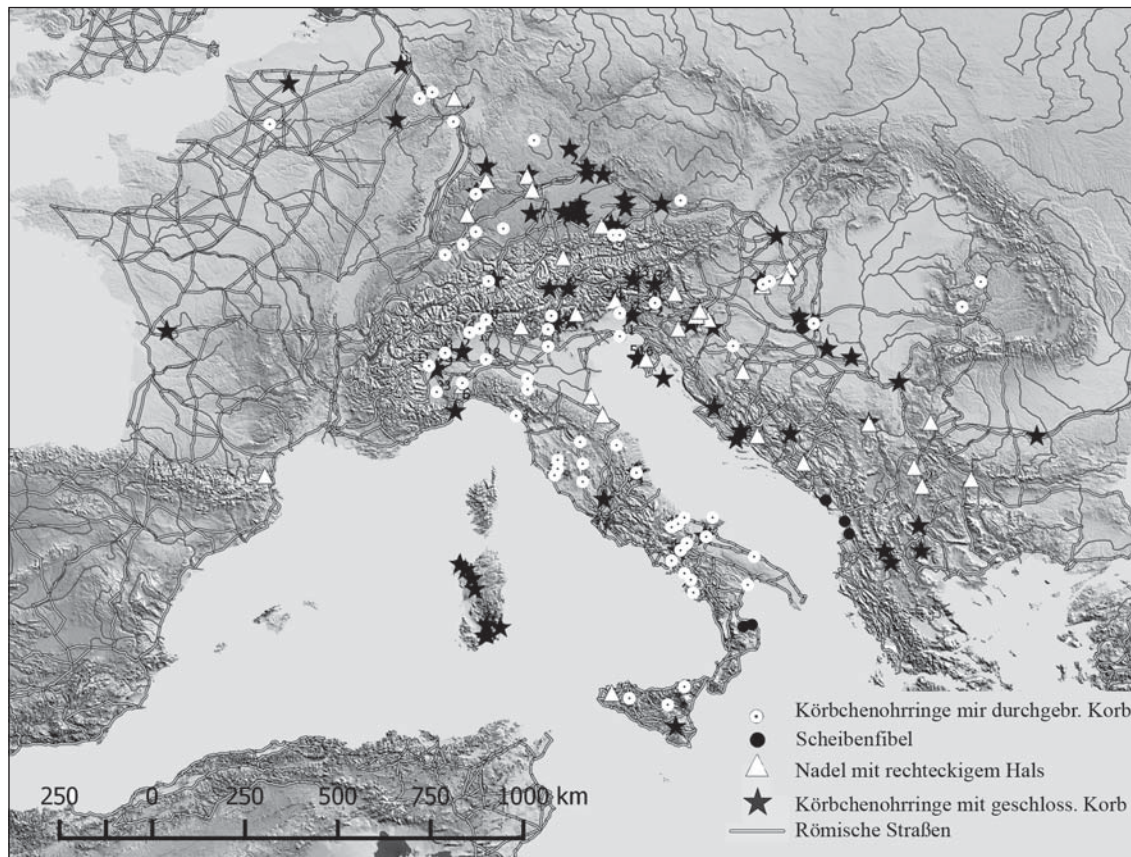 Körbchenohrringe mir durchgebr. Korb
Scheibenfibel
Nadel mit rechteckigem Hals
Körbchenohrringe mit geschloss. Korb
Römische Straßen
250 0 250 500 750 1000 km